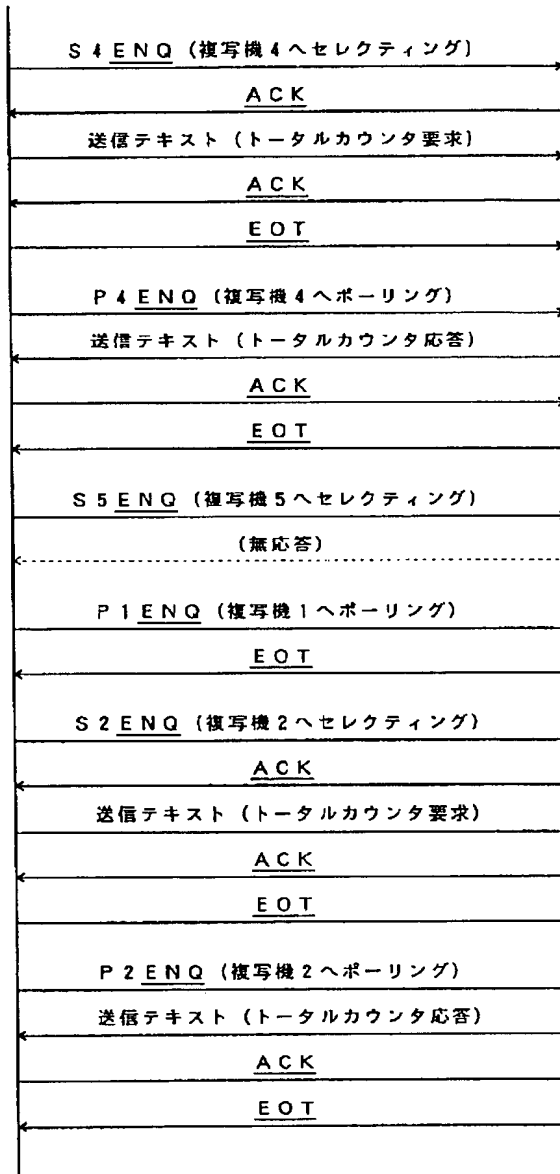 S4ENQ (複写機4へセレクティング)
ACK
送信テキスト (トータルカウンタ要求)
ACK
EOT
P4ENQ (複写機4へポーリング)
送信テキスト (トータルカウンタ応答)
ACK
EOT
S5ENQ (複写機5へセレクティング)
(無応答)
P1ENQ (複写機1へポーリング)
EOT
S2ENQ (複写機2へセレクティング)
ACK
送信テキスト (トータルカウンタ要求)
ACK
EOT
P2ENQ (複写機2へポーリング)
送信テキスト (トータルカウンタ応答)
ACK
EOT